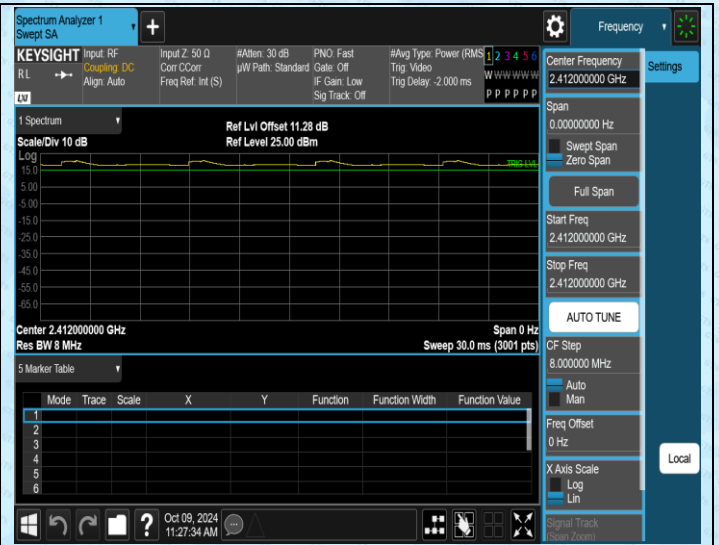 Spectrum Analyzer 1
Swept SA
Frequency
KEYSIGHT
RL
LXI
Input: RF
Coupling: DC
Align: Auto
Input Z: 50 Ω
Corr CCorr
Freq Ref: Int (S)
#Atten: 30 dB
µW Path: Standard
PNO: Fast
Gate: Off
IF Gain: Low
Sig Track: Off
#Avg Type: Power (RMS
Trig: Video
Trig Delay: -2.000 ms
1 2 3 4 5 6
W W W W W W
P P P P P P
1 Spectrum
Scale/Div 10 dB
Ref Lvl Offset 11.28 dB
Ref Level 25.00 dBm
Log
15.0
TRIG LVL
5.00
-5.00
-15.0
-25.0
-35.0
-45.0
-55.0
-65.0
Center 2.412000000 GHz
Span 0 Hz
Res BW 8 MHz
Sweep 30.0 ms (3001 pts)
5 Marker Table
Mode Trace Scale X Y Function Function Width Function Value
1
2
3
4
5
6
Oct 09, 2024
11:27:34 AM
Center Frequency
2.412000000 GHz
Settings
Span
0.00000000 Hz
Swept Span
Zero Span
Full Span
Start Freq
2.412000000 GHz
Stop Freq
2.412000000 GHz
AUTO TUNE
CF Step
8.000000 MHz
Auto
Man
Freq Offset
0 Hz
X Axis Scale
Log
Lin
Local
Signal Track
(Span Zoom)